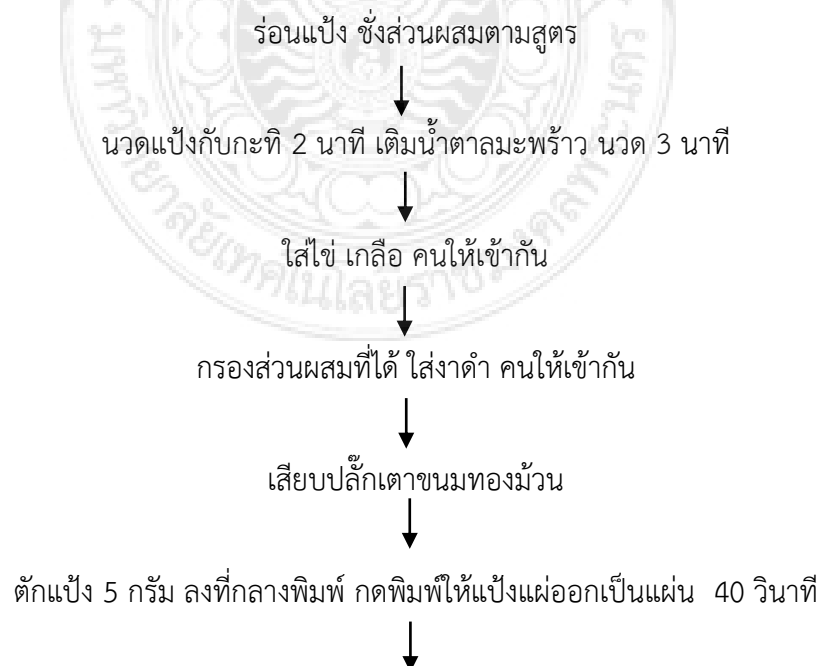 ร่อนแป้ง ชั่งส่วนผสมตามสูตร
นวดแป้งกับกะทิ 2 นาที เติมน้ำตาลมะพร้าว นวด 3 นาที
ใส่ไข่ เกลือ คนให้เข้ากัน
กรองส่วนผสมที่ได้ ใส่งาดำ คนให้เข้ากัน
เสียบปลั๊กเตาขนมทองม้วน
ตักแป้ง 5 กรัม ลงที่กลางพิมพ์ กดพิมพ์ให้แป้งแผ่ออกเป็นแผ่น 40 วินาที